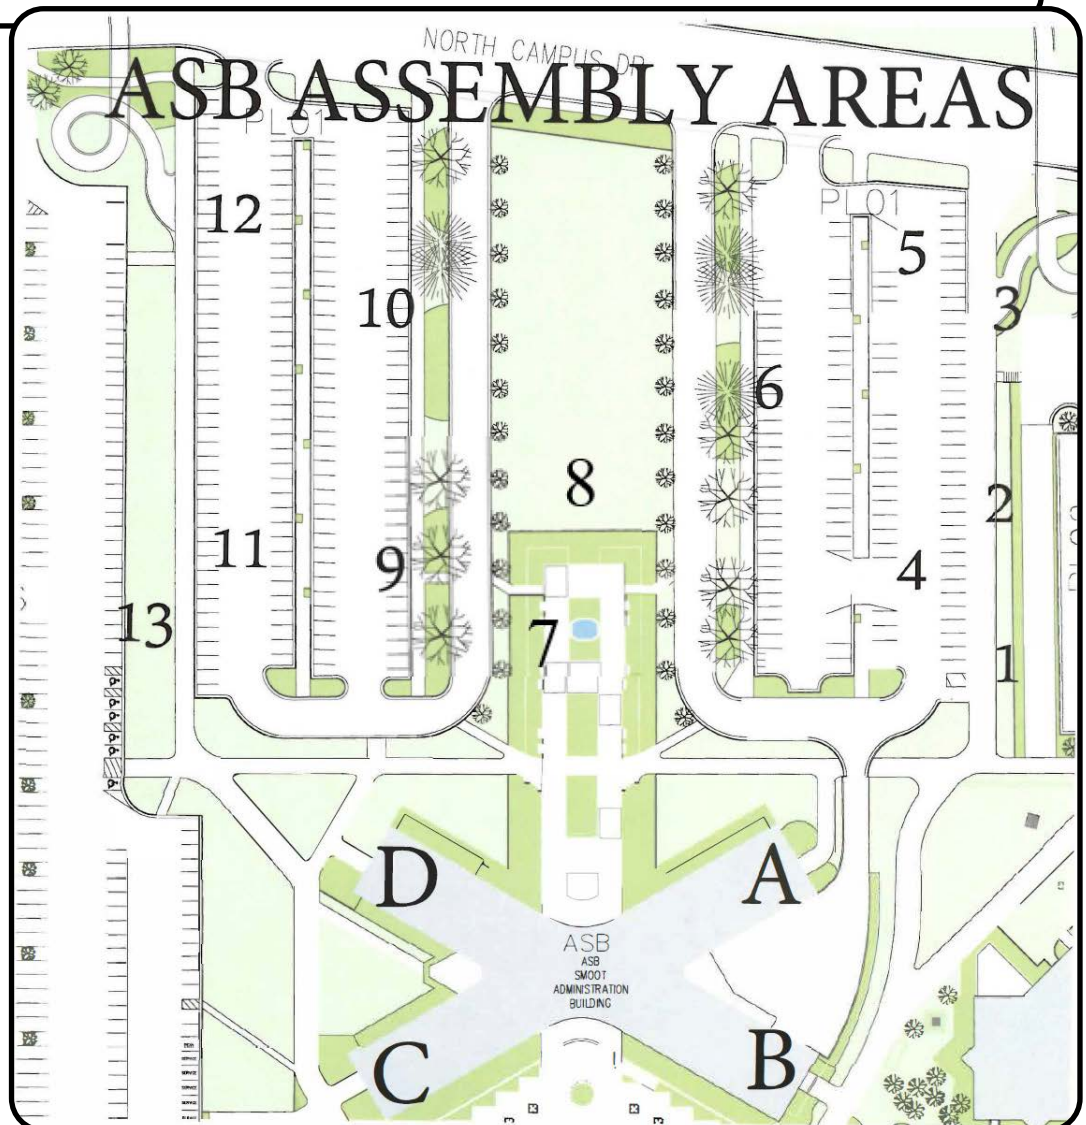 NORTH CAMPUS DR
ASB ASSEMBLY AREAS
PL01
PL01
12
5
10
3
6
8
2
11
9
4
13
7
1
D
A
ASB
ASB
SMOOT
ADMINISTRATION
BUILDING
C
B